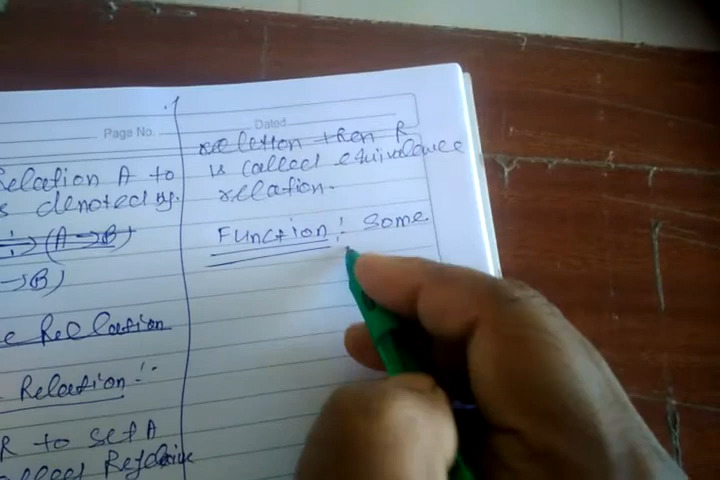 Page No.
Relation A to
s denoted by.
(A→B)
→B)
e Relation
Relation :-
R to set A
called Reflexive
Dated
relation then R
is called equivalence
relation.
Function : Some